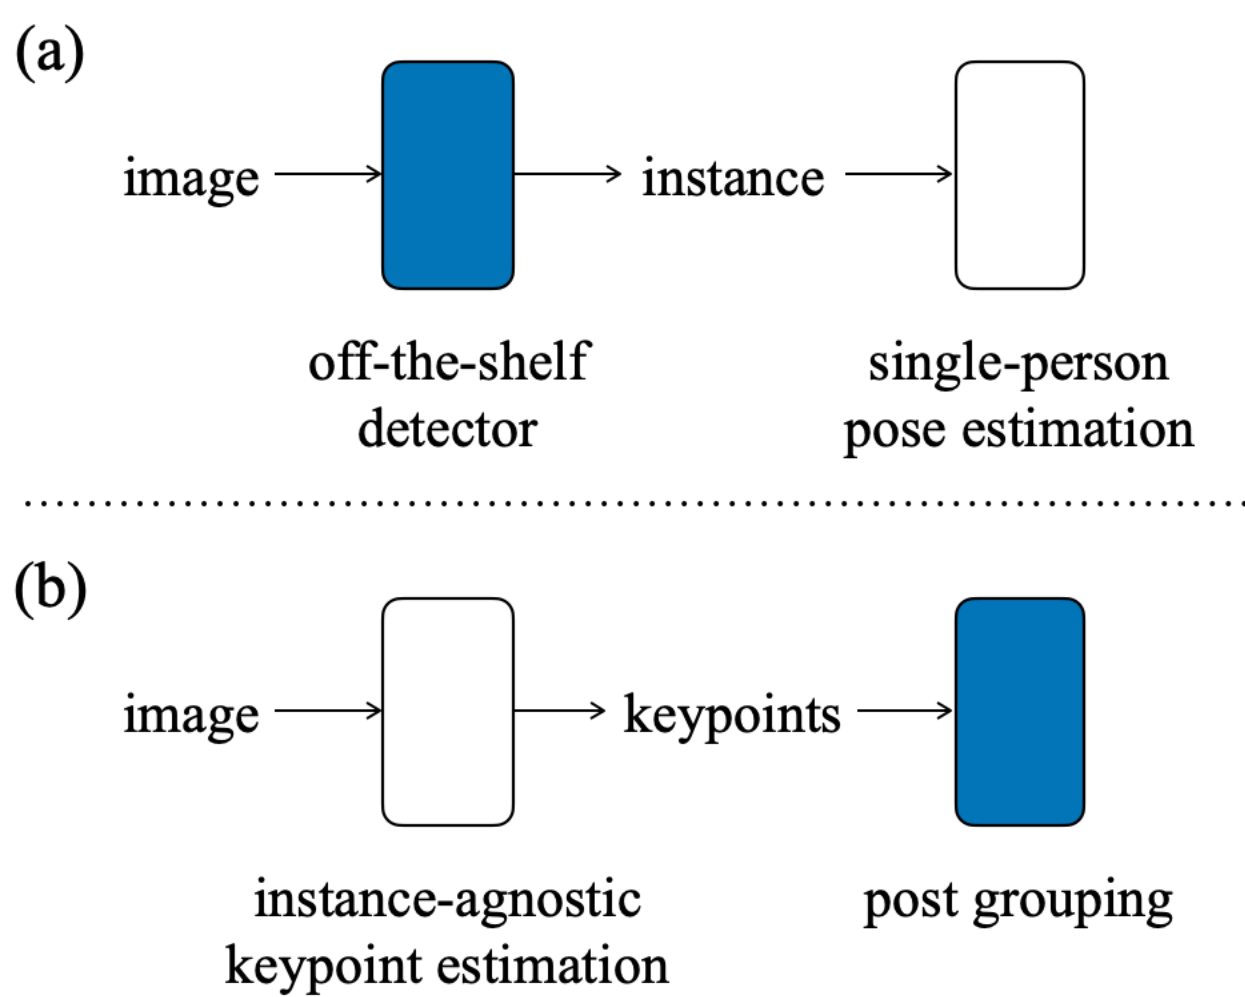 (a)
image
instance
off-the-shelf
detector
single-person
pose estimation
(b)
image
keypoints
instance-agnostic
keypoint estimation
post grouping